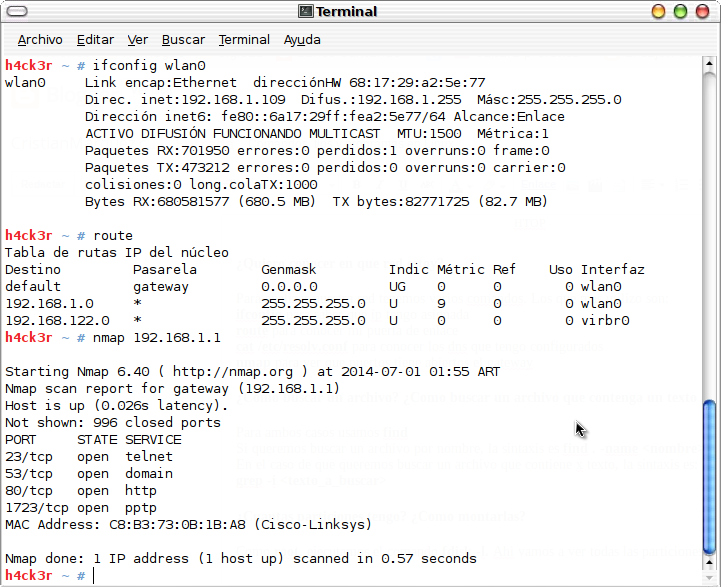 Terminal
Archivo Editar Ver Buscar Terminal Ayuda
h4ck3r ~ # ifconfig wlan0
wlan0     Link encap:Ethernet  direcciónHW 68:17:29:a2:5e:77
          Direc. inet:192.168.1.109  Difus.:192.168.1.255  Másc:255.255.255.0
          Dirección inet6: fe80::6a17:29ff:fea2:5e77/64 Alcance:Enlace
          ACTIVO DIFUSIÓN FUNCIONANDO MULTICAST  MTU:1500  Métrica:1
          Paquetes RX:701950 errores:0 perdidos:1 overruns:0 frame:0
          Paquetes TX:473212 errores:0 perdidos:0 overruns:0 carrier:0
          colisiones:0 long.colaTX:1000
          Bytes RX:680581577 (680.5 MB)  TX bytes:82771725 (82.7 MB)
h4ck3r ~ # route
Tabla de rutas IP del núcleo
Destino         Pasarela        Genmask         Indic Métric Ref    Uso Interfaz
default         gateway         0.0.0.0         UG    0      0        0 wlan0
192.168.1.0     *               255.255.255.0   U     9      0        0 wlan0
192.168.122.0   *               255.255.255.0   U     0      0        0 virbr0
h4ck3r ~ # nmap 192.168.1.1
Starting Nmap 6.40 ( http://nmap.org ) at 2014-07-01 01:55 ART
Nmap scan report for gateway (192.168.1.1)
Host is up (0.026s latency).
Not shown: 996 closed ports
PORT     STATE SERVICE
23/tcp   open  telnet
53/tcp   open  domain
80/tcp   open  http
1723/tcp open  pptp
MAC Address: C8:B3:73:0B:1B:A8 (Cisco-Linksys)
Nmap done: 1 IP address (1 host up) scanned in 0.57 seconds
h4ck3r ~ #